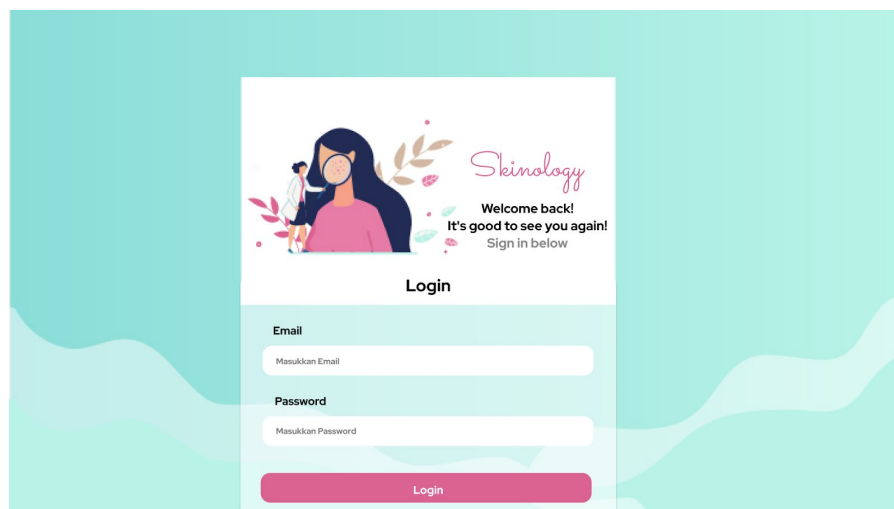 Skinology
Welcome back!
It's good to see you again!
Sign in below
Login
Email
Masukkan Email
Password
Masukkan Password
Login